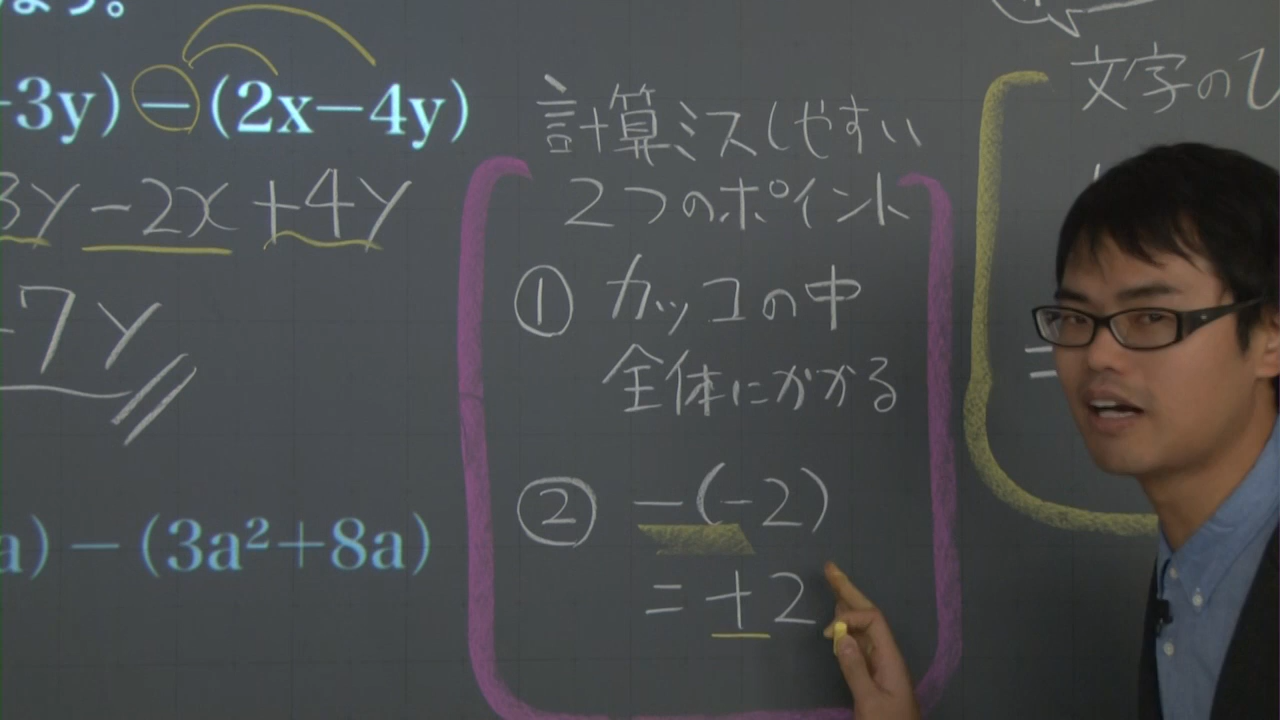 しょう。
3y) − (2x−4y)
3y −2x +4y
7y
a) − (3a²+8a)
計算ミスしやすい
2つのポイント
① カッコの中
全体にかかる
② −(−2)
= +2
文字のひ
=